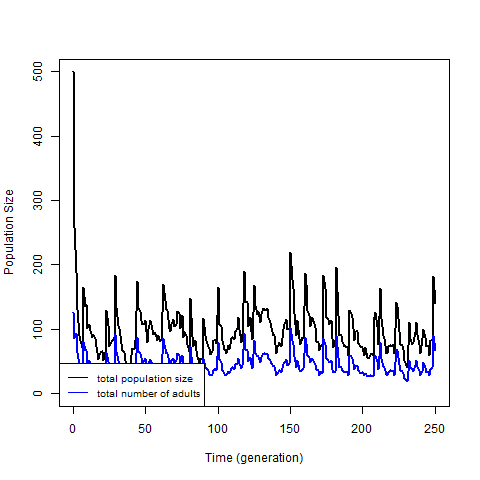 500
400
300
200
100
0
Population Size
total population size
total number of adults
0 50 100 150 200 250
Time (generation)